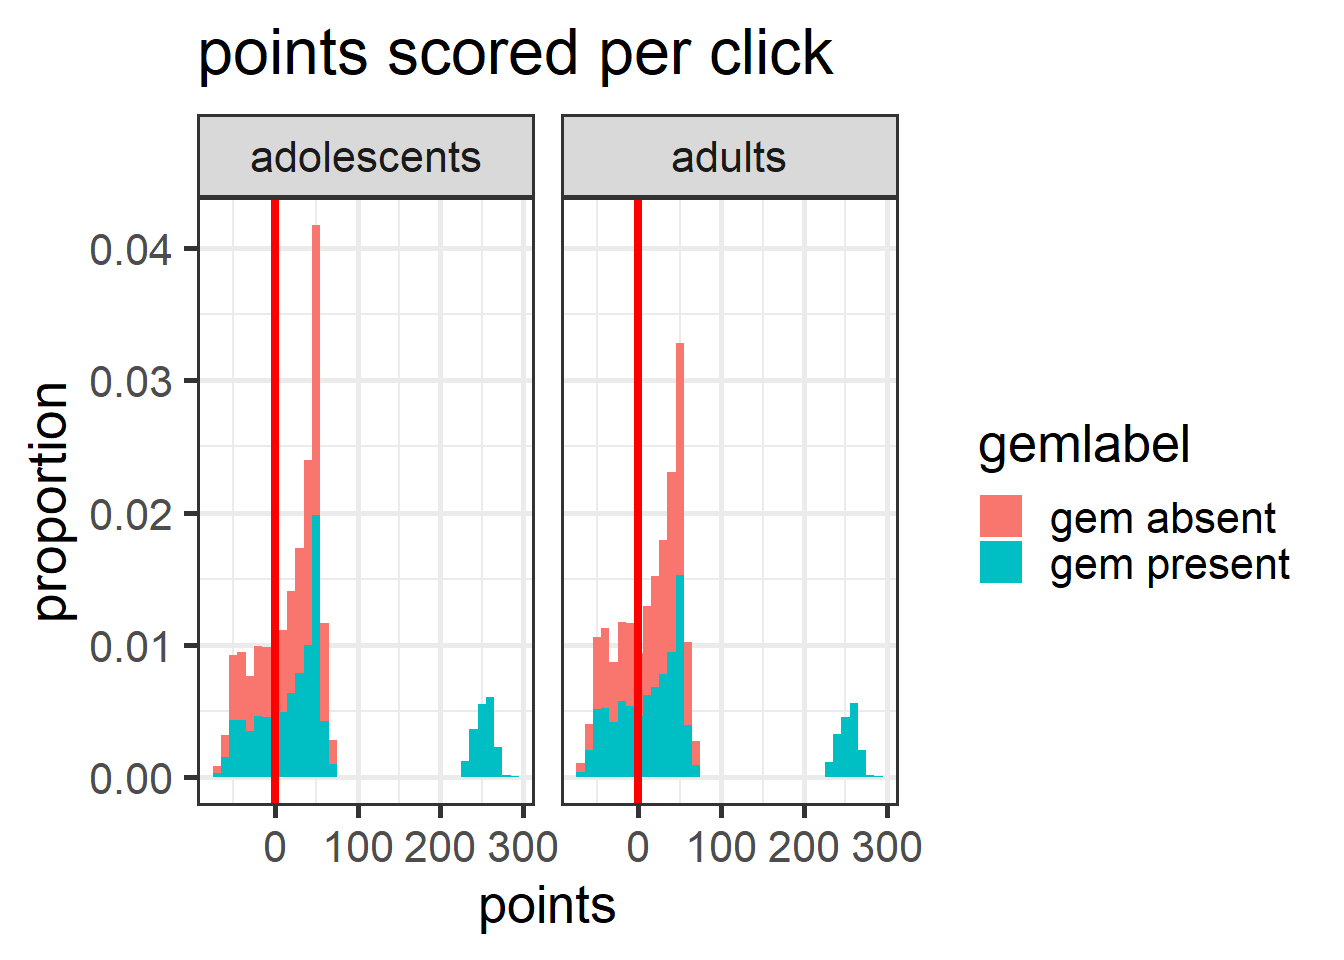 points scored per click
adolescents
adults
0.04
0.03
0.02
0.01
0.00
proportion
0 100 200 300
0 100 200 300
points
gemlabel
gem absent
gem present